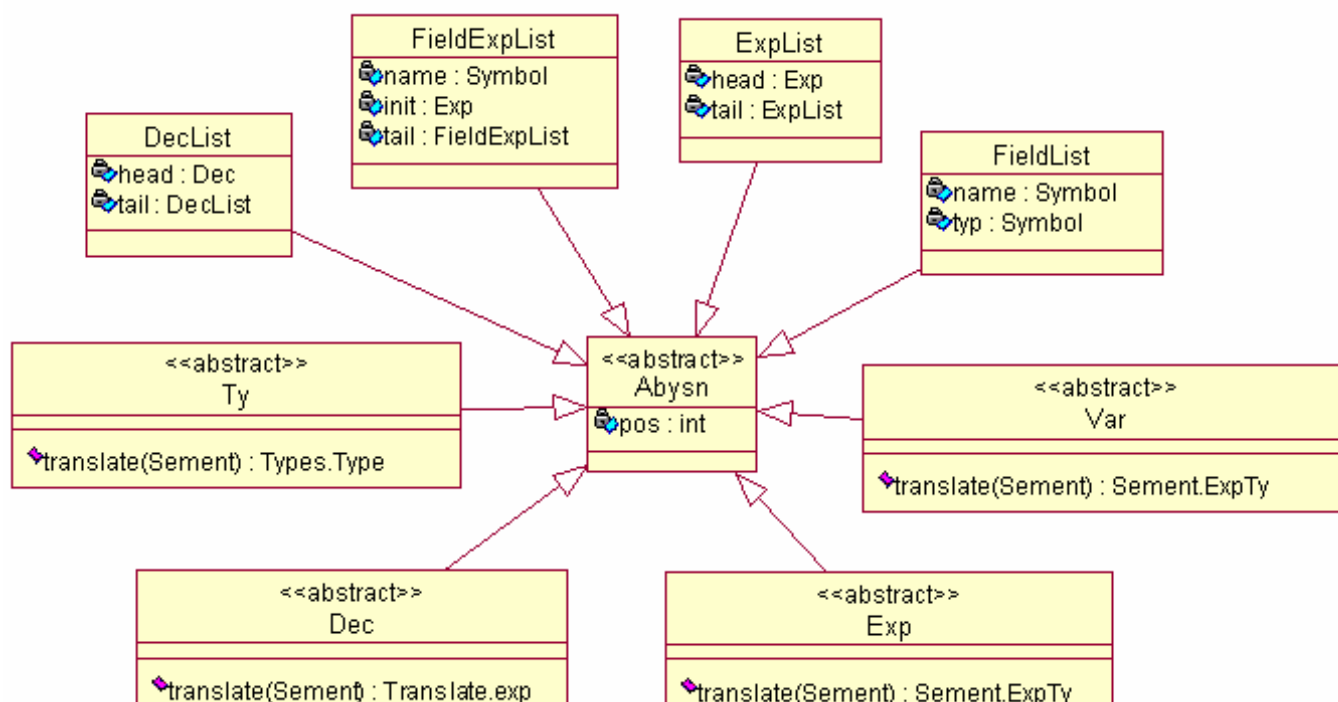 FieldExpList
name : Symbol
init : Exp
tail : FieldExpList
ExpList
head : Exp
tail : ExpList
DecList
head : Dec
tail: DecList
FieldList
name : Symbol
typ : Symbol
<<abstract>>
Ty
translate(Sement) : Types.Type
<<abstract>>
Abysn
pos : int
<<abstract>>
Var
translate(Sement) : Sement.ExpTy
<<abstract>>
Dec
translate(Sement) : Translate.exp
<<abstract>>
Exp
translate(Sement) : Sement.ExpTy